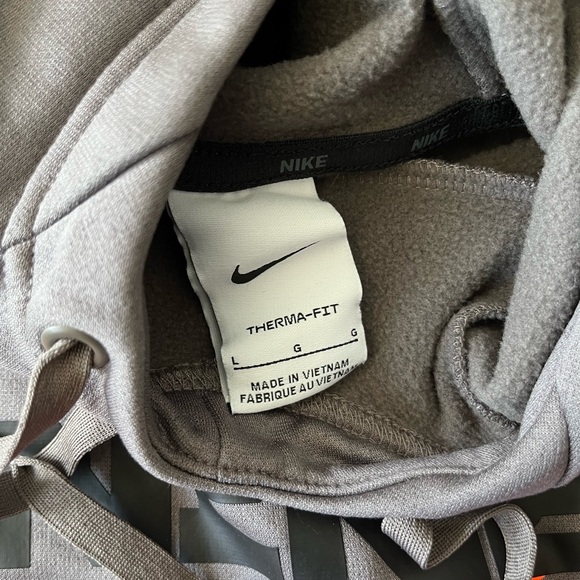 NIKE
NIKE
THERMA-FIT
L G G
MADE IN VIETNAM
FABRIQUE AU VIETNAM